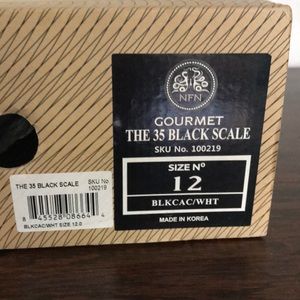 NFN
GOURMET
THE 35 BLACK SCALE
SKU No. 100219
SIZE Nº
12
BLKCAC/WHT
MADE IN KOREA
THE 35 BLACK SCALE
SKU No.
100219
8 45528 08664 4
BLKCAC/WHT SIZE 12.0